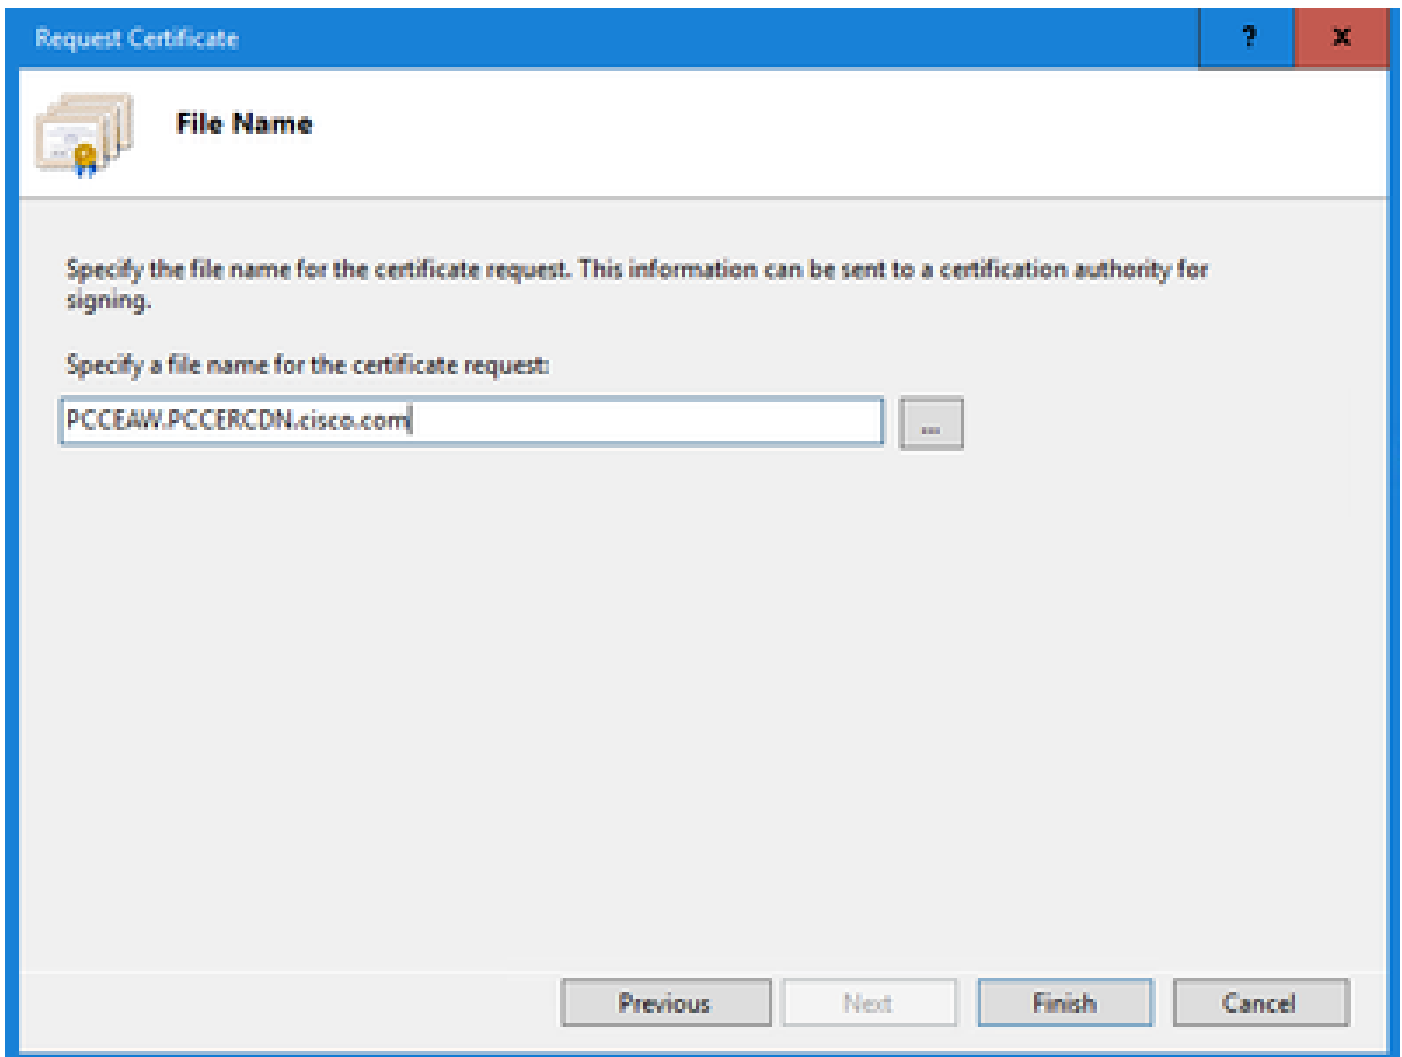 Request Certificate
? x
File Name
Specify the file name for the certificate request. This information can be sent to a certification authority for
signing.
Specify a file name for the certificate request:
PCCEAW.PCCERCDN.cisco.com
...
Previous Next Finish Cancel